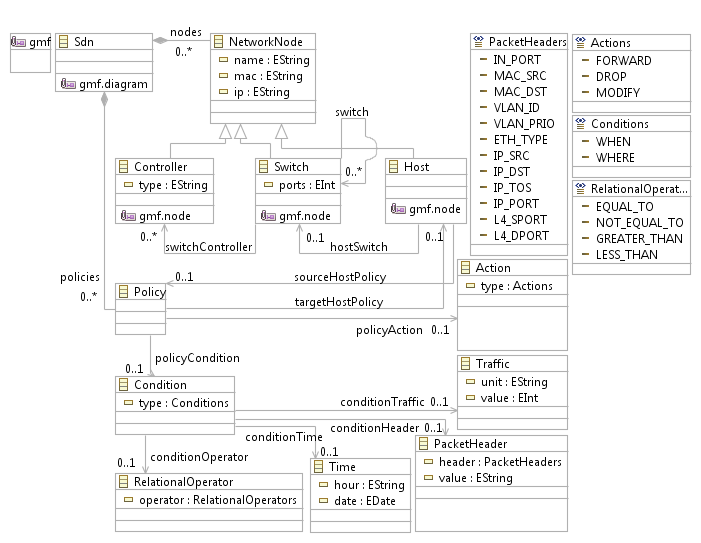 gmf
Sdn
gmf.diagram
nodes
0..*
NetworkNode
name : EString
mac : EString
ip : EString
PacketHeaders
IN_PORT
MAC_SRC
MAC_DST
VLAN_ID
VLAN_PRIO
ETH_TYPE
IP_SRC
IP_DST
IP_TOS
IP_PORT
L4_SPORT
L4_DPORT
Actions
FORWARD
DROP
MODIFY
Conditions
WHEN
WHERE
RelationalOperat...
EQUAL_TO
NOT_EQUAL_TO
GREATER_THAN
LESS_THAN
switch
0..*
Controller
type : EString
gmf.node
Switch
ports : EInt
gmf.node
Host
gmf.node
0..*
switchController
0..1
hostSwitch
0..1
policies
0..*
0..1
sourceHostPolicy
targetHostPolicy
Policy
policyAction
0..1
Action
type : Actions
policyCondition
0..1
Condition
type : Conditions
conditionTraffic
0..1
Traffic
unit : EString
value : EInt
conditionHeader
0..1
conditionTime
0..1
PacketHeader
header : PacketHeaders
value : EString
conditionOperator
0..1
RelationalOperator
operator : RelationalOperators
Time
hour : EString
date : EDate